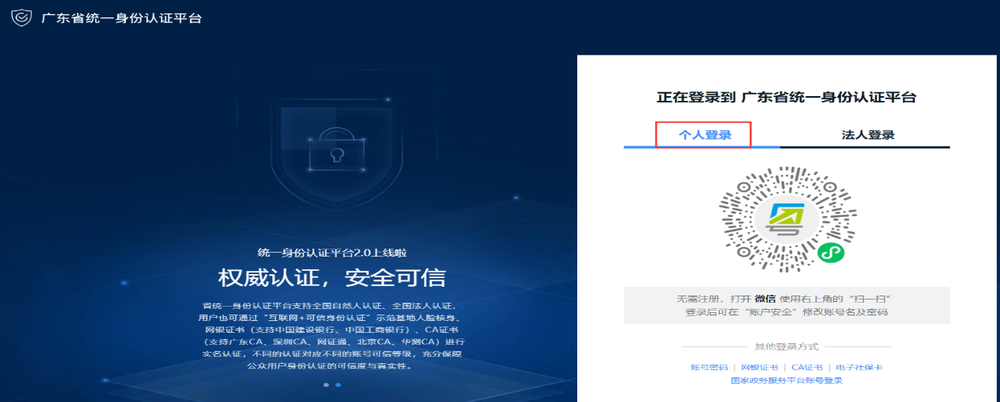 广东省统一身份认证平台
统一身份认证平台2.0上线啦
权威认证，安全可信
省统一身份认证平台支持全国自然人认证、全国法人认证，
用户也可通过“互联网+可信身份认证”示范基地人脸核身、
网银证书（支持中国建设银行、中国工商银行）、CA证书
（支持广东CA、深圳CA、网证通、北京CA、华测CA）进行
实名认证，不同的认证对应不同的账号可信等级，充分保障
公众用户身份认证的可信度与真实性。
正在登录到 广东省统一身份认证平台
个人登录 法人登录
无需注册，打开 微信 使用右上角的“扫一扫”
登录后可在“账户安全”修改账号名及密码
其他登录方式
账号密码 | 网银证书 | CA证书 | 电子社保卡
国家政务服务平台账号登录